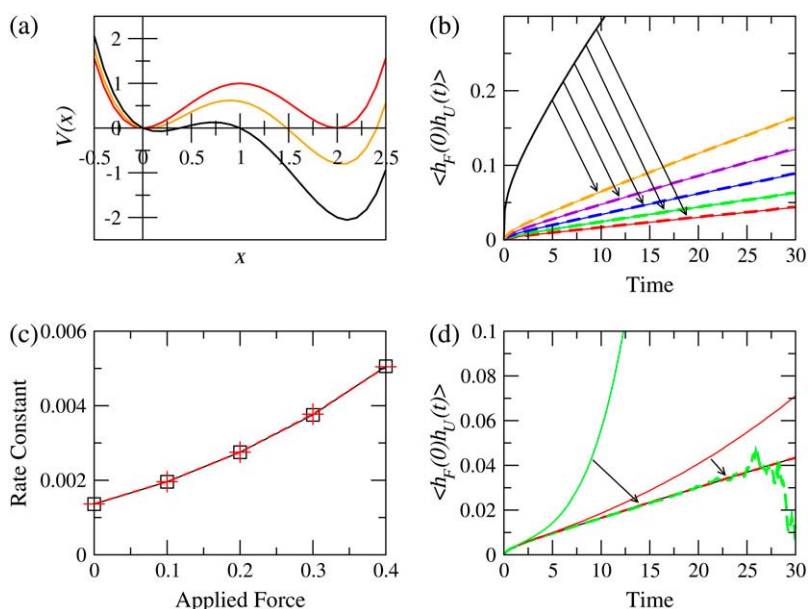 (a)
2
1
0
-1
-2
V(x)
-0.5 0 0.5 1 1.5 2 2.5
x
(b)
0.2
0.1
0
<h_F(0)h_U(t)>
0 5 10 15 20 25 30
Time
(c)
0.006
0.004
0.002
0
Rate Constant
0 0.1 0.2 0.3 0.4
Applied Force
(d)
0.1
0.08
0.06
0.04
0.02
0
<h_F(0)h_U(t)>
0 5 10 15 20 25 30
Time